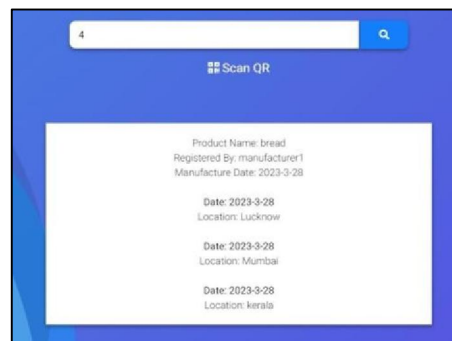 4
Scan QR
Product Name: bread
Registered By: manufacturer1
Manufacture Date: 2023-3-28
Date: 2023-3-28
Location: Lucknow
Date: 2023-3-28
Location: Mumbai
Date: 2023-3-28
Location: kerala